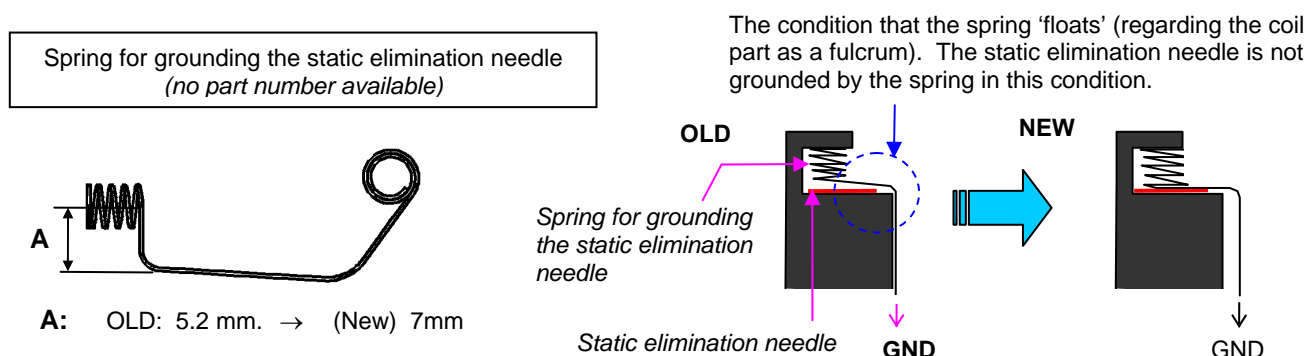 Spring for grounding the static elimination needle
(no part number available)
A
A: OLD: 5.2 mm. → (New) 7mm
The condition that the spring ‘floats’ (regarding the coil
part as a fulcrum). The static elimination needle is not
grounded by the spring in this condition.
OLD
NEW
Spring for grounding
the static elimination
needle
Static elimination needle
GND
GND